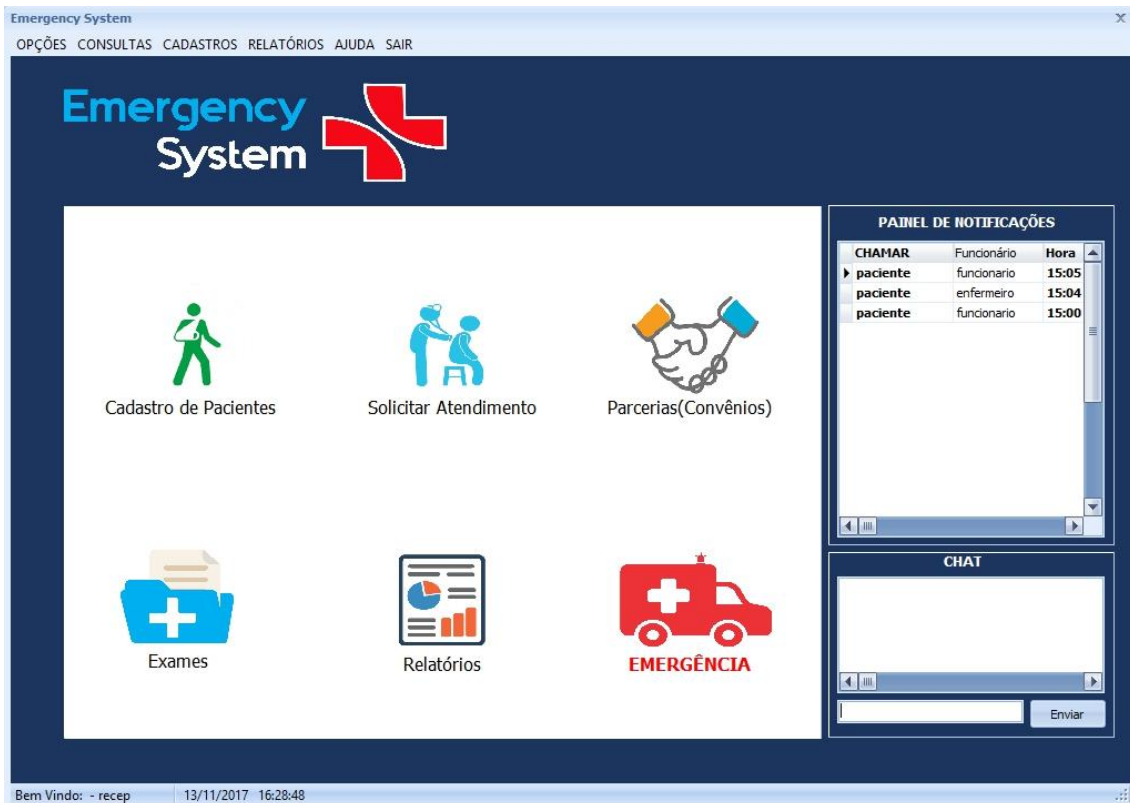 Emergency System
OPÇÕES CONSULTAS CADASTROS RELATÓRIOS AJUDA SAIR
Emergency
System
Cadastro de Pacientes
Solicitar Atendimento
Parcerias(Convênios)
Exames
Relatórios
EMERGÊNCIA
PAINEL DE NOTIFICAÇÕES
CHAMAR Funcionário Hora
paciente funcionario 15:05
paciente enfermeiro 15:04
paciente funcionario 15:00
CHAT
Enviar
Bem Vindo: - recep 13/11/2017 16:28:48